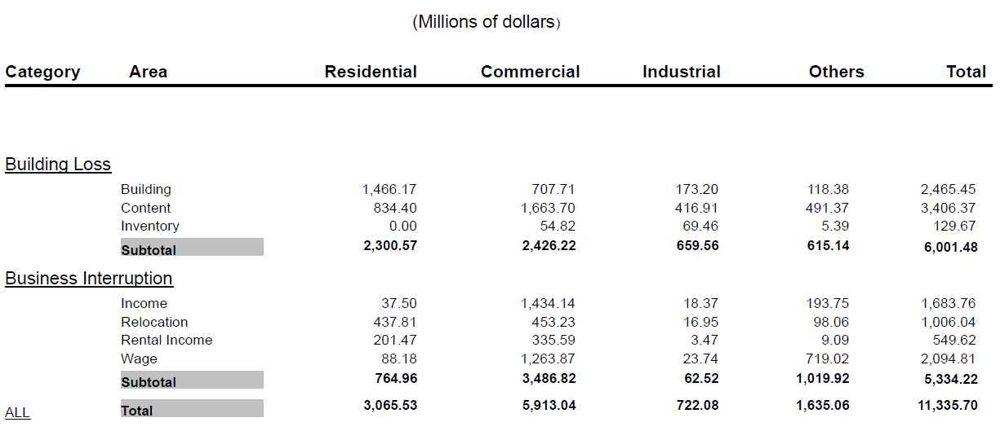 (Millions of dollars)
Category Area Residential Commercial Industrial Others Total
Building Loss
Building 1,466.17 707.71 173.20 118.38 2,465.45
Content 834.40 1,663.70 416.91 491.37 3,406.37
Inventory 0.00 54.82 69.46 5.39 129.67
Subtotal 2,300.57 2,426.22 659.56 615.14 6,001.48
Business Interruption
Income 37.50 1,434.14 18.37 193.75 1,683.76
Relocation 437.81 453.23 16.95 98.06 1,006.04
Rental Income 201.47 335.59 3.47 9.09 549.62
Wage 88.18 1,263.87 23.74 719.02 2,094.81
Subtotal 764.96 3,486.82 62.52 1,019.92 5,334.22
ALL Total 3,065.53 5,913.04 722.08 1,635.06 11,335.70